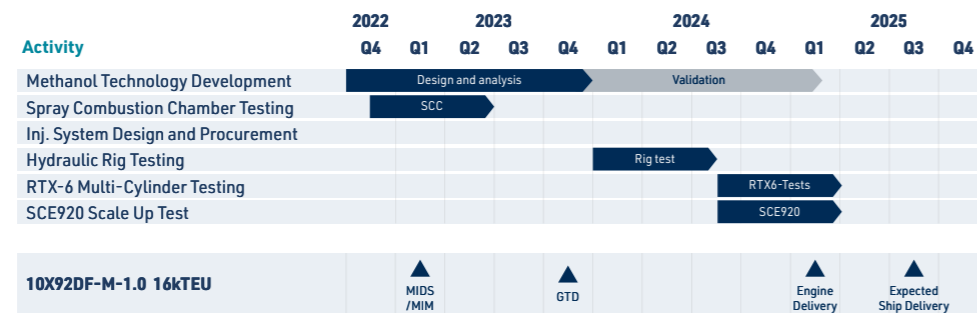 2022 2023 2024 2025
Activity Q4 Q1 Q2 Q3 Q4 Q1 Q2 Q3 Q4 Q1 Q2 Q3 Q4
Methanol Technology Development Design and analysis Validation
Spray Combustion Chamber Testing SCC
Inj. System Design and Procurement
Hydraulic Rig Testing Rig test
RTX-6 Multi-Cylinder Testing RTX6-Tests
SCE920 Scale Up Test SCE920
10X92DF-M-1.0 16kTEU
MIDS
/MIM
GTD
Engine
Delivery
Expected
Ship Delivery